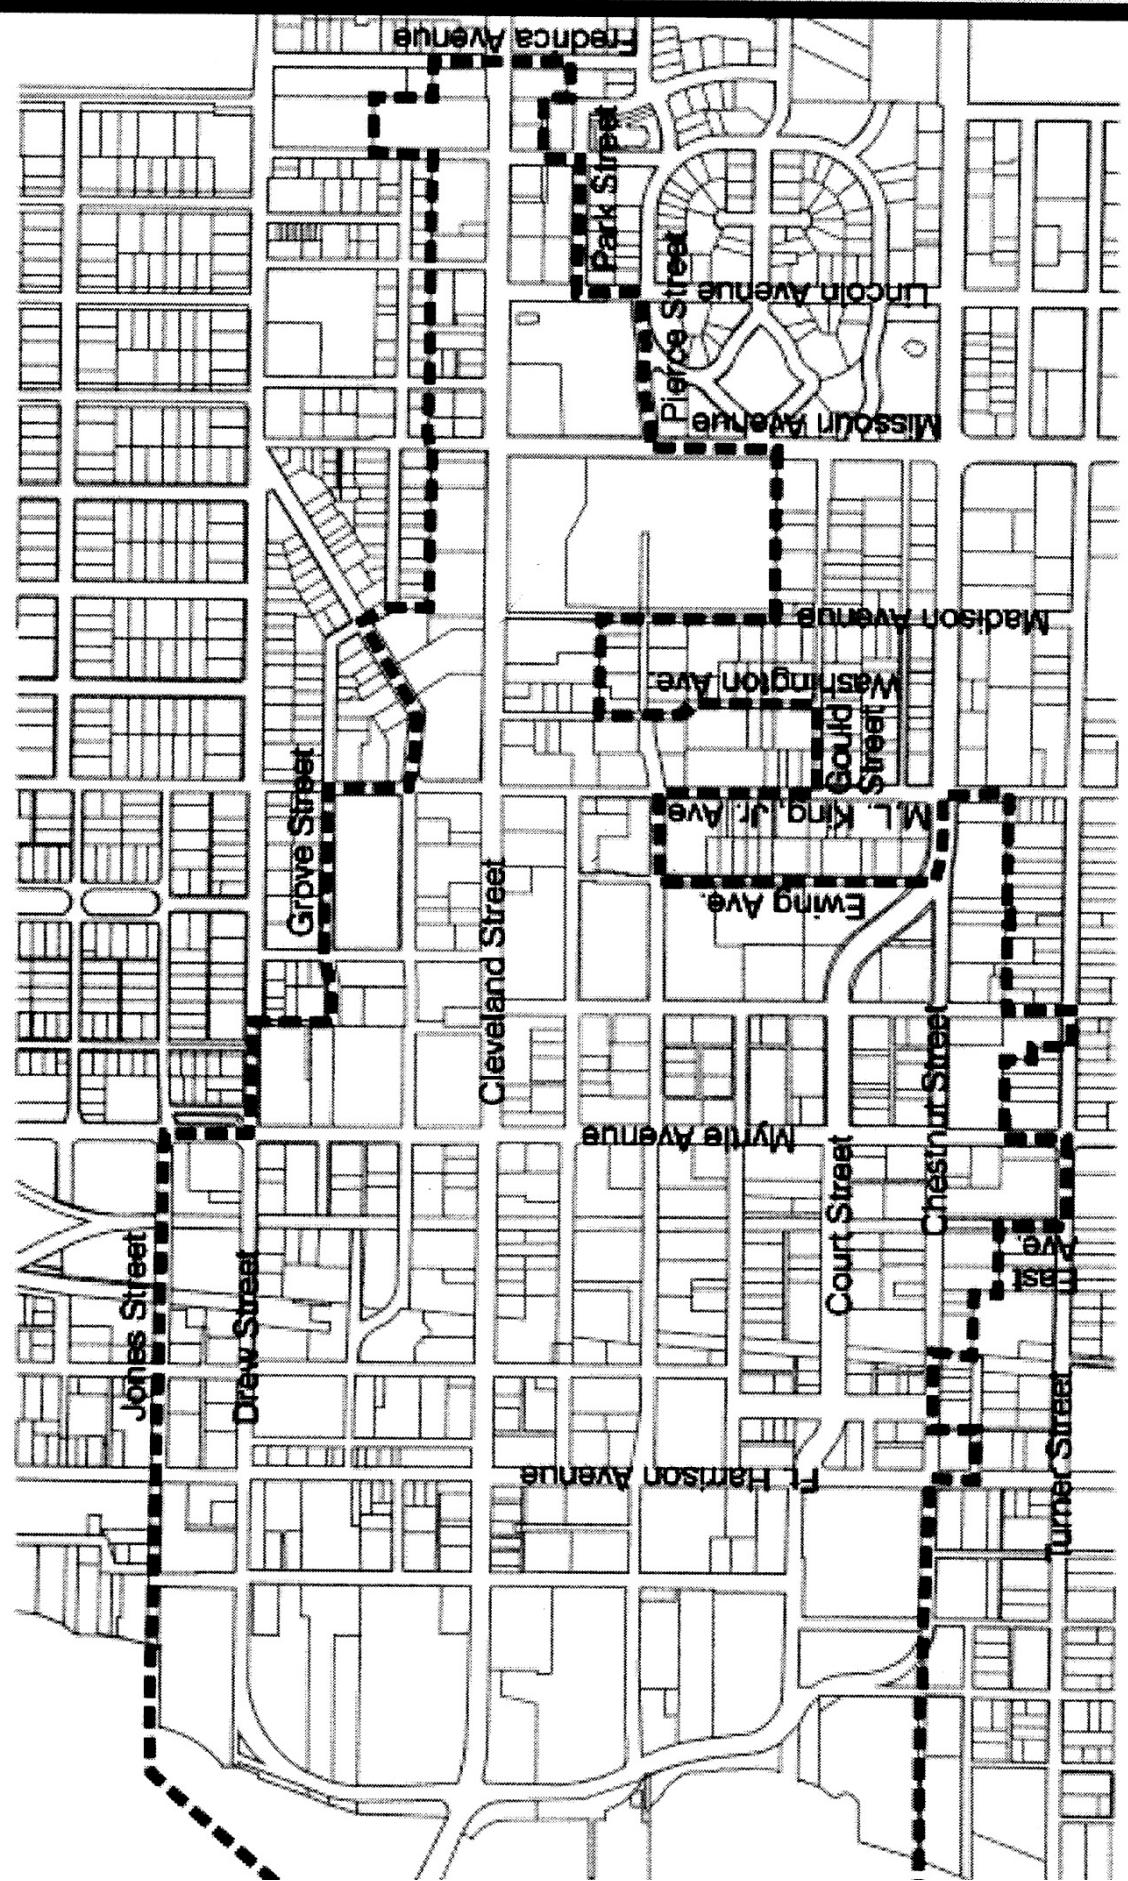 Fredrica Avenue
Park Street
Pierce Street
Lincoln Avenue
Missouri Avenue
Madison Avenue
Washington Ave.
Gould
Street
M.L. King, Jr. Ave
Ewing Ave.
Grove Street
Cleveland Street
Chestnut Street
Myrtle Avenue
Court Street
East
Ave.
Jones Street
Drew Street
Turner Street
Ft. Harrison Avenue